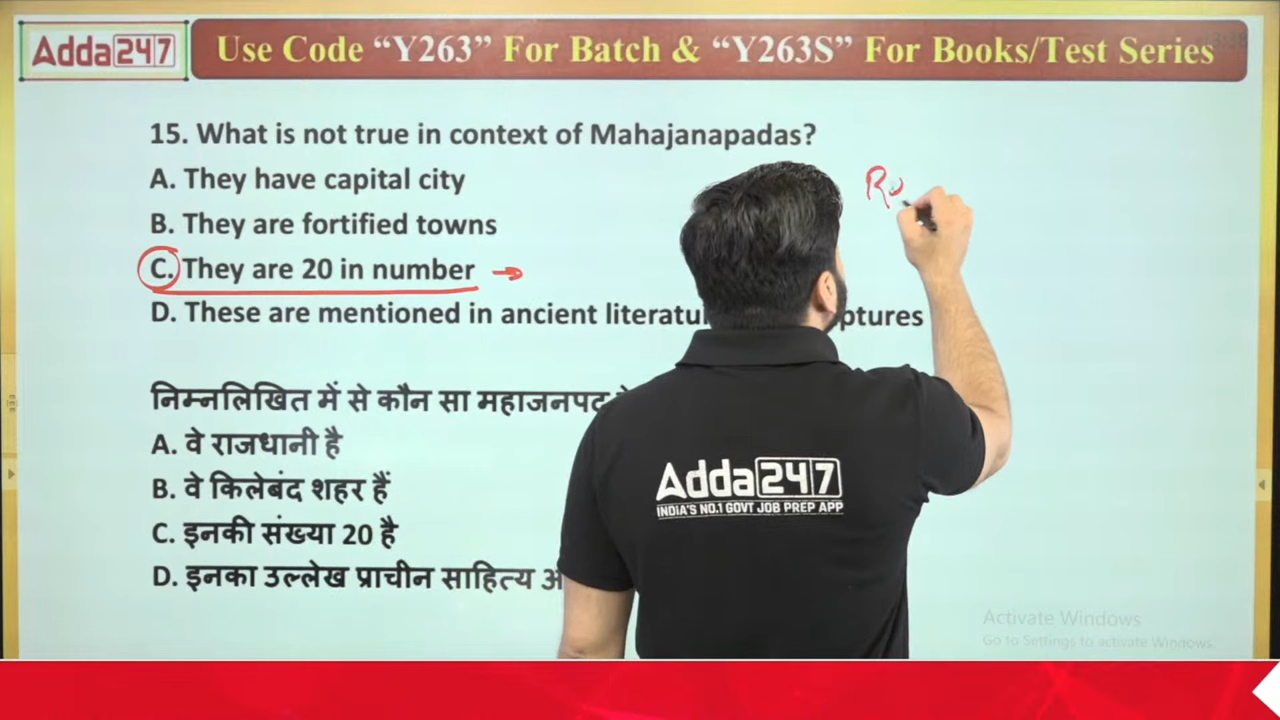 Adda247
Use Code “Y263” For Batch & “Y263S” For Books/Test Series
15. What is not true in context of Mahajanapadas?
A. They have capital city
B. They are fortified towns
C. They are 20 in number
D. These are mentioned in ancient
निम्नलिखित में से कौन सा महाजनपद
A. वे राजधानी है
B. वे किलेबंद शहर हैं
C. इनकी संख्या 20 है
D. इनका उल्लेख प्राचीन साहित्य
Adda247
INDIA'S NO.1 GOVT JOB PREP APP
Activate Windows
Go to Settings to activate Windows.